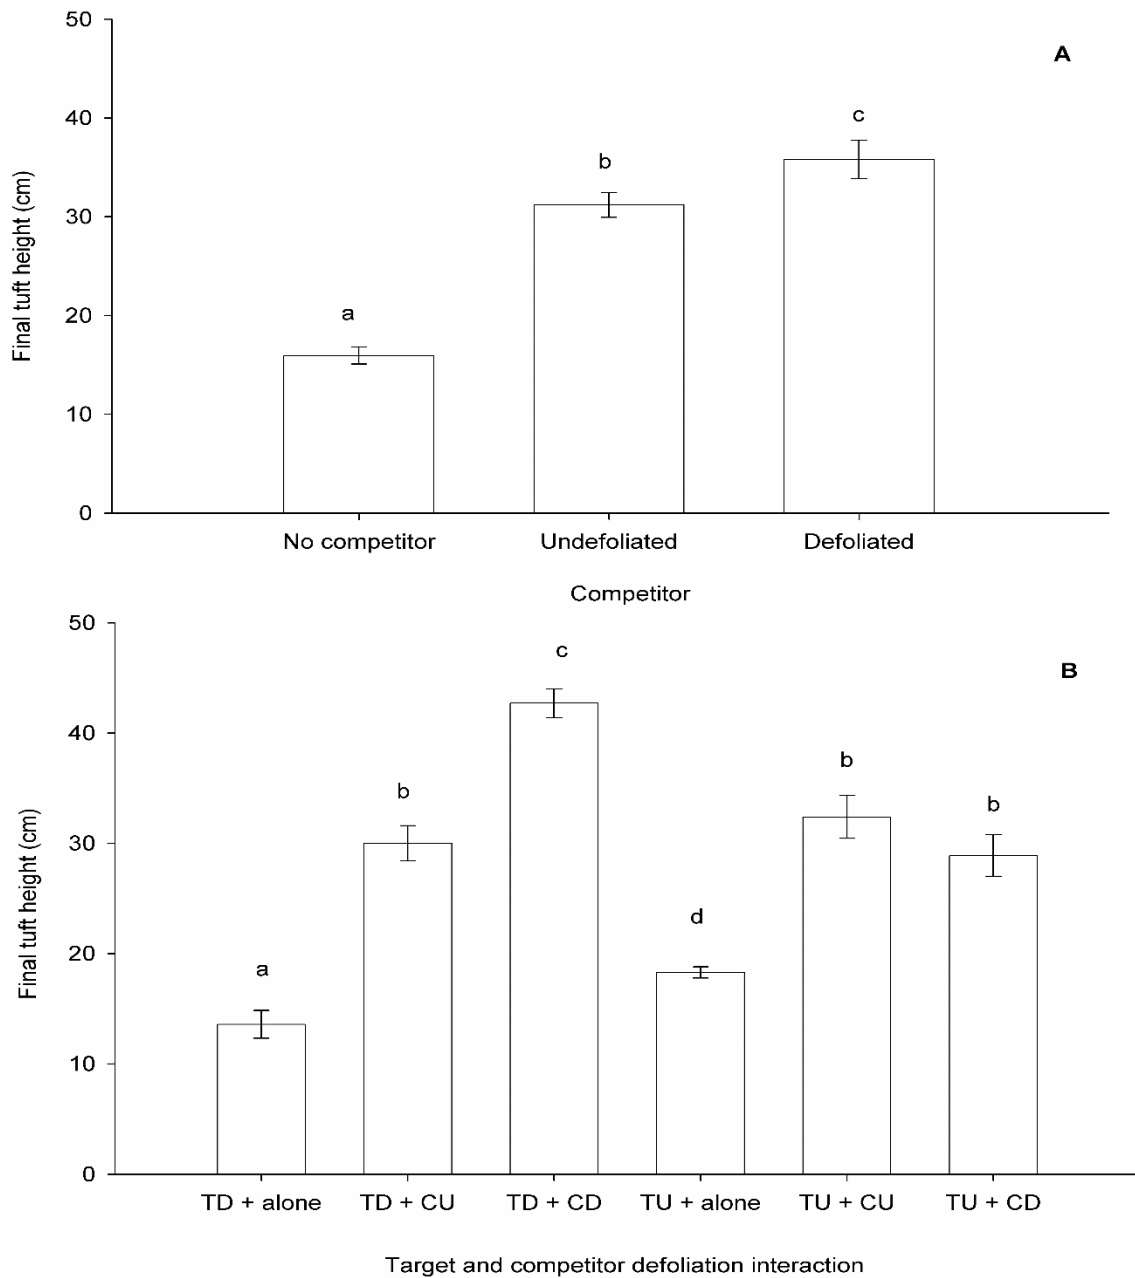 50
A
40
c
Final tuft height (cm)
b
30
20
a
10
0
No competitor Undefoliated Defoliated
Competitor
50
c
B
40
b
b
b
Final tuft height (cm)
30
d
20
a
10
0
TD + alone TD + CU TD + CD TU + alone TU + CU TU + CD
Target and competitor defoliation interaction